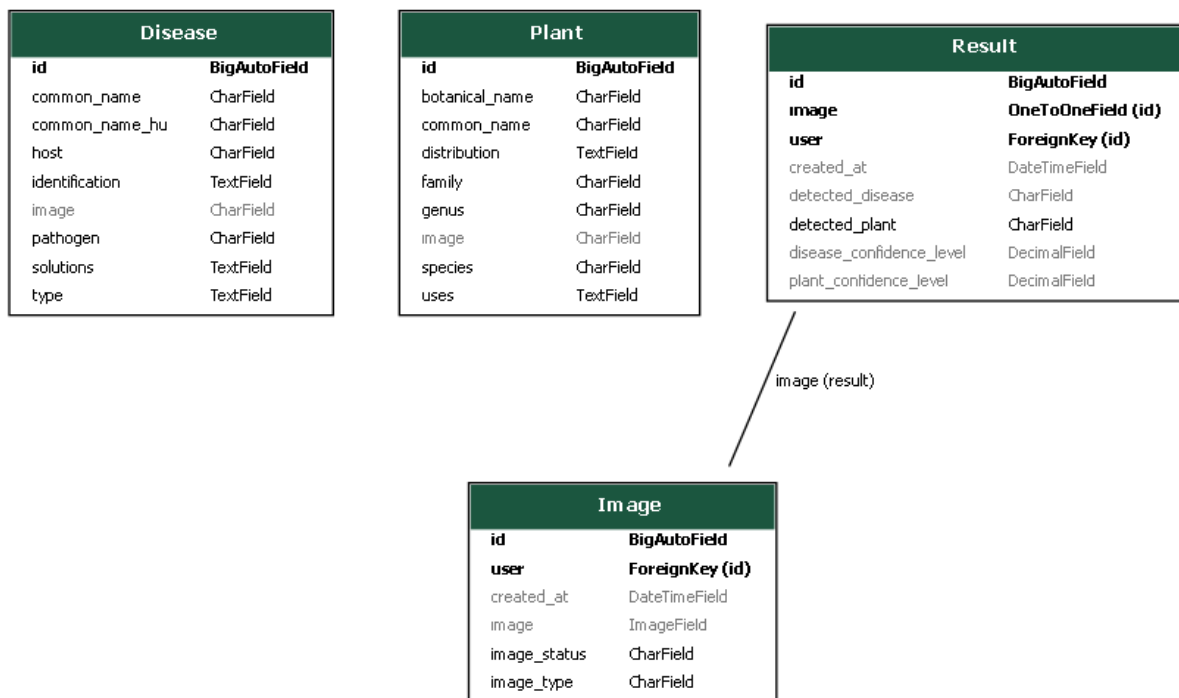 Disease
id BigAutoField
common_name CharField
common_name_hu CharField
host CharField
identification TextField
image CharField
pathogen CharField
solutions TextField
type TextField
Plant
id BigAutoField
botanical_name CharField
common_name CharField
distribution TextField
family CharField
genus CharField
image CharField
species CharField
uses TextField
Result
id BigAutoField
image OneToOneField (id)
user ForeignKey (id)
created_at DateTimeField
detected_disease CharField
detected_plant CharField
disease_confidence_level DecimalField
plant_confidence_level DecimalField
image (result)
Image
id BigAutoField
user ForeignKey (id)
created_at DateTimeField
image ImageField
image_status CharField
image_type CharField